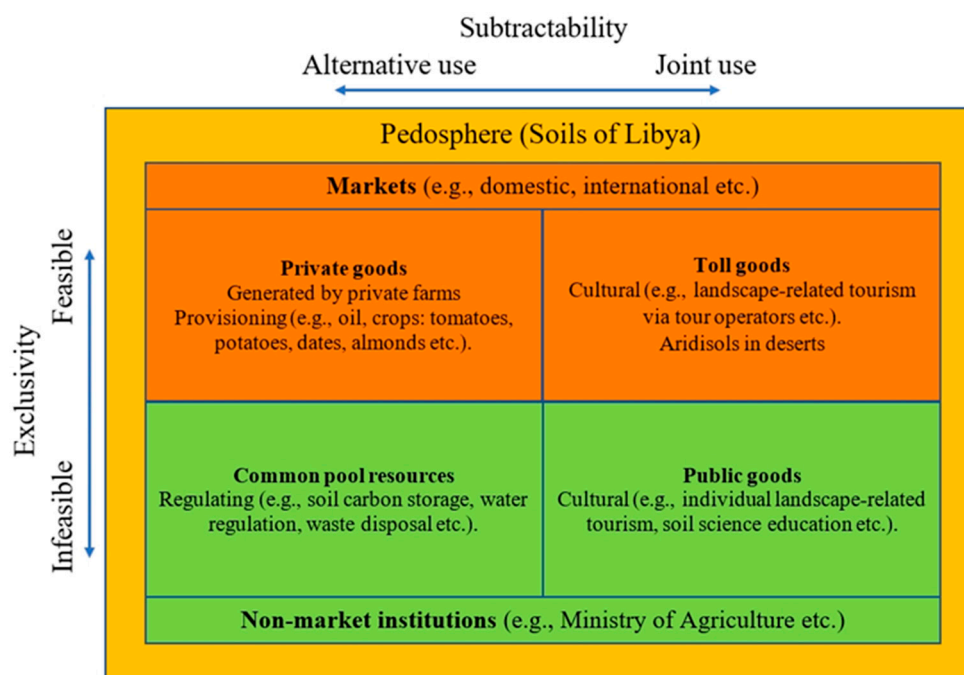 Subtractability
Alternative use
Joint use
Pedosphere (Soils of Libya)
Markets (e.g., domestic, international etc.)
Exclusivity
Feasible
Infeasible
Private goods
Generated by private farms
Provisioning (e.g., oil, crops: tomatoes,
potatoes, dates, almonds etc.).
Toll goods
Cultural (e.g., landscape-related tourism
via tour operators etc.).
Aridisols in deserts
Common pool resources
Regulating (e.g., soil carbon storage, water
regulation, waste disposal etc.).
Public goods
Cultural (e.g., individual landscape-related
tourism, soil science education etc.).
Non-market institutions (e.g., Ministry of Agriculture etc.)